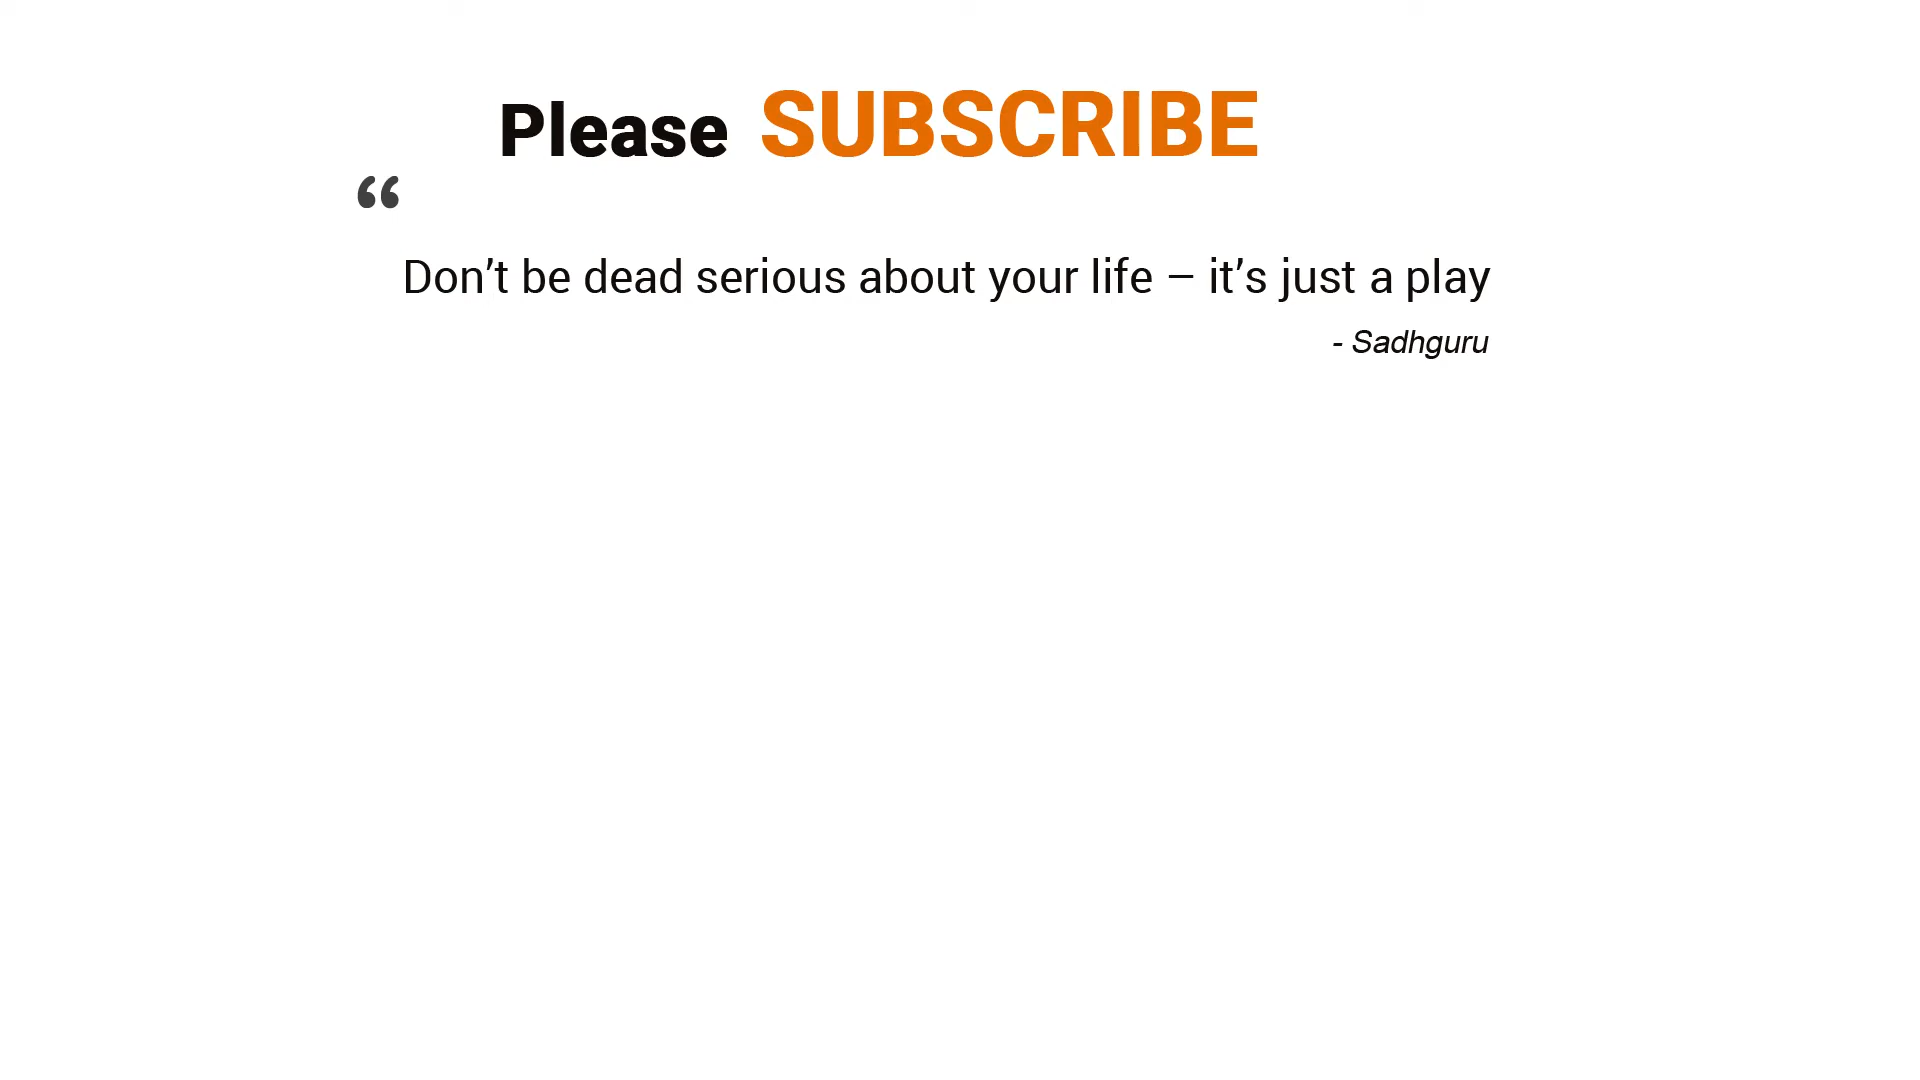 Please SUBSCRIBE
“
Don’t be dead serious about your life – it’s just a play
- Sadhguru